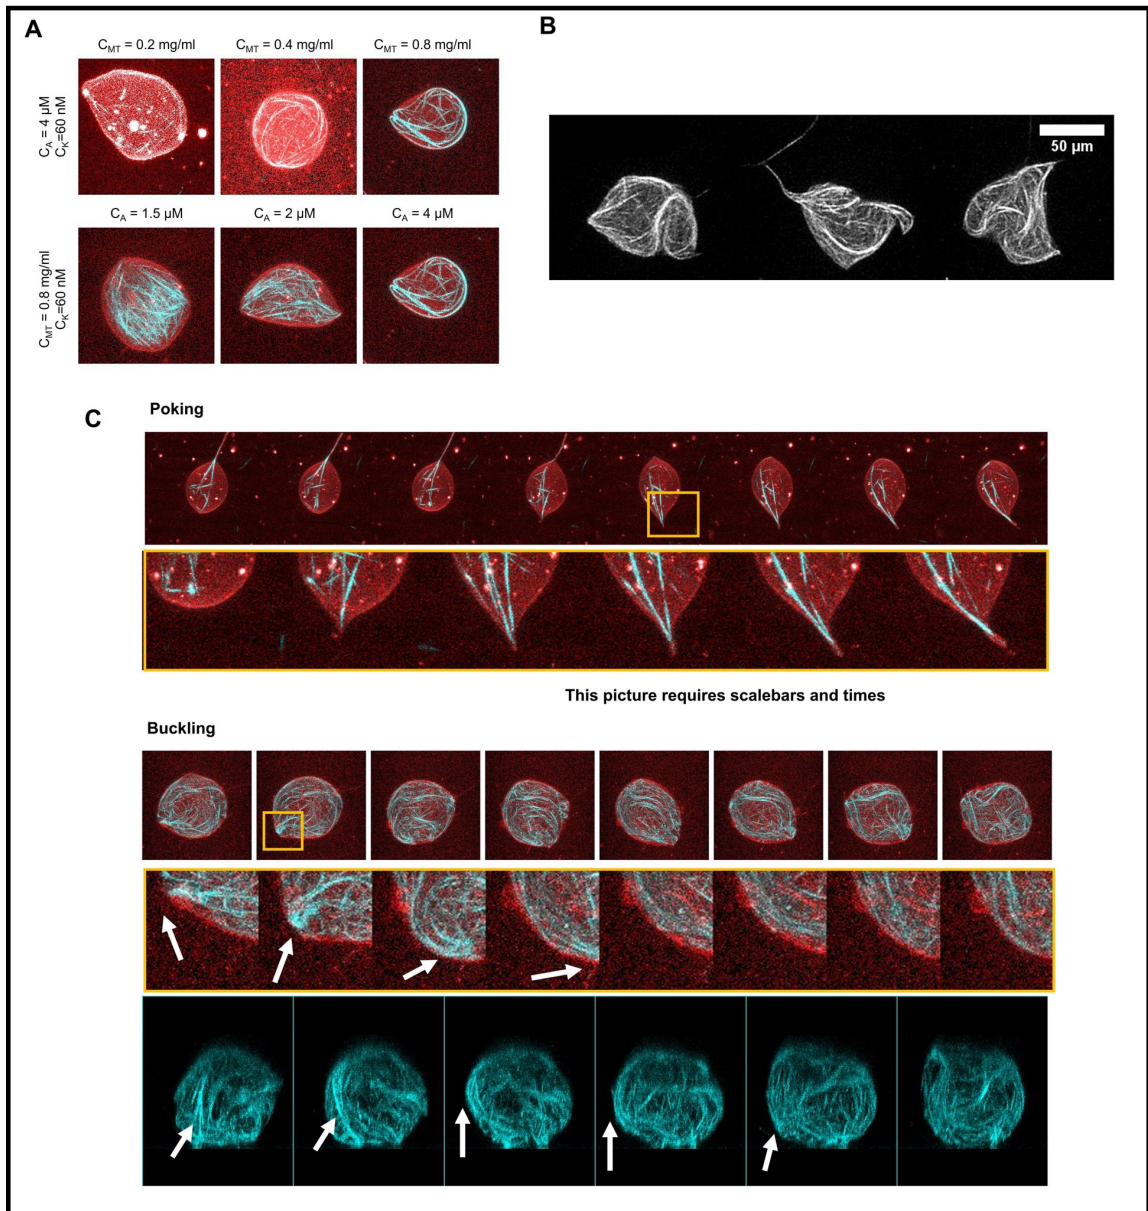 A
C_MT = 0.2 mg/ml
C_MT = 0.4 mg/ml
C_MT = 0.8 mg/ml
C_A = 4 µM
C_K=60 nM
C_A = 1.5 µM
C_A = 2 µM
C_A = 4 µM
C_MT = 0.8 mg/ml
C_K=60 nM
B
50 µm
C
Poking
This picture requires scalebars and times
Buckling